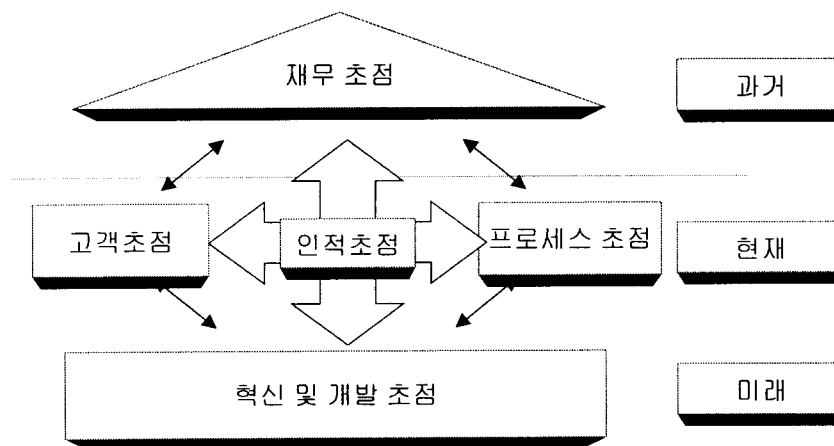 재무 초점
과거
고객초점
인적초점
프로세스 초점
현재
혁신 및 개발 초점
미래